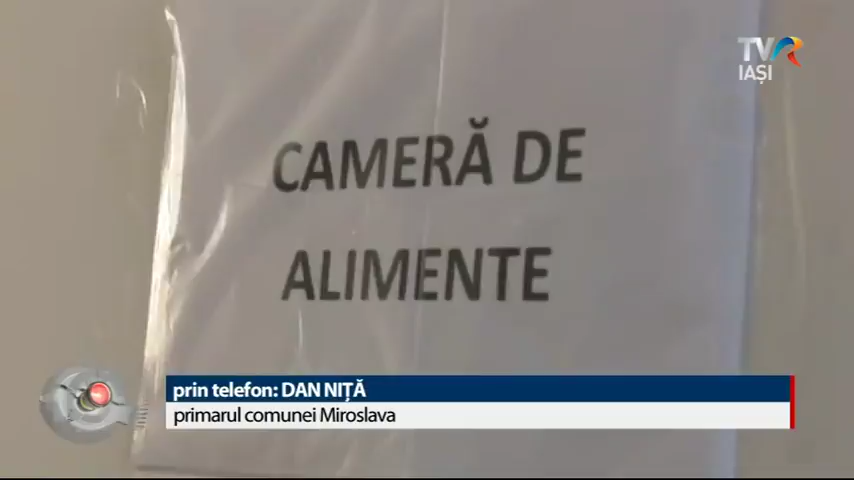 TVR
IAȘI
CAMERĂ DE
ALIMENTE
prin telefon: DAN NIȚĂ
primarul comunei Miroslava